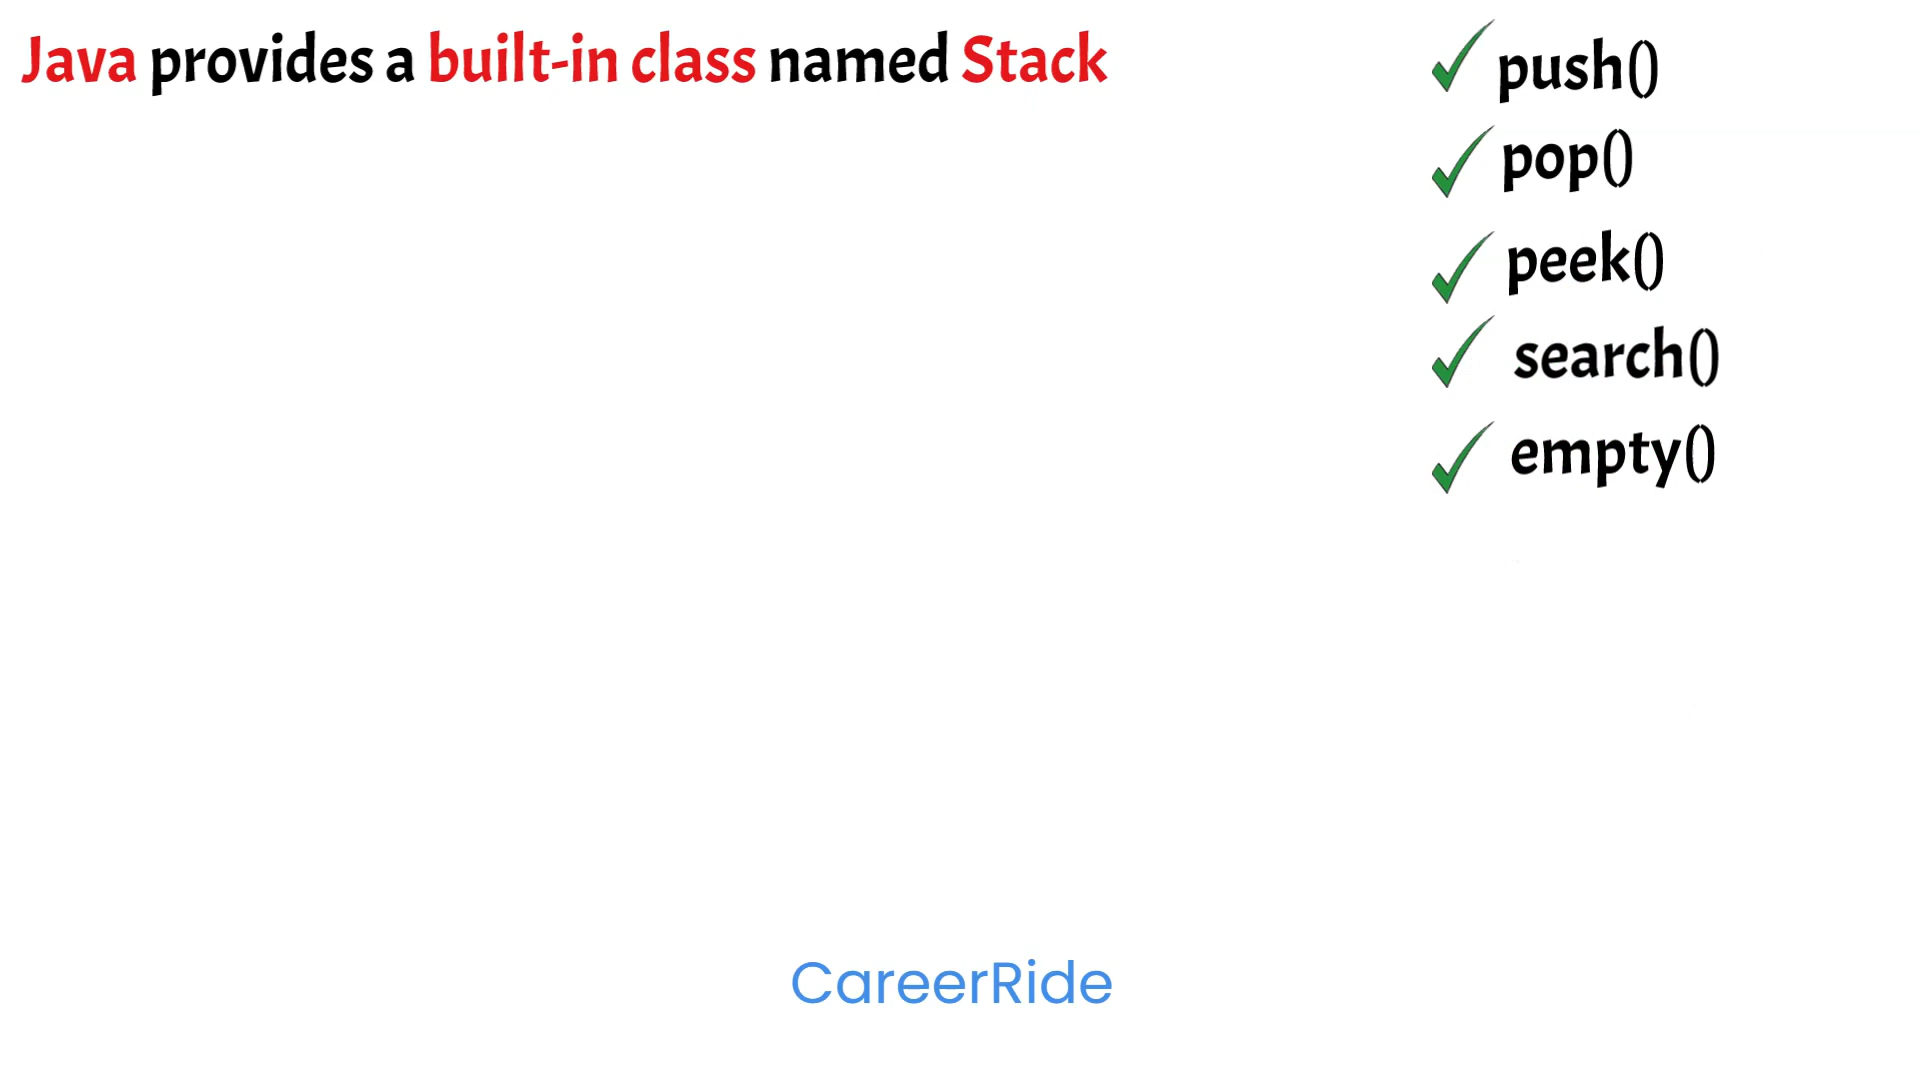 Java provides a built-in class named Stack
push()
pop()
peek()
search()
empty()
CareerRide